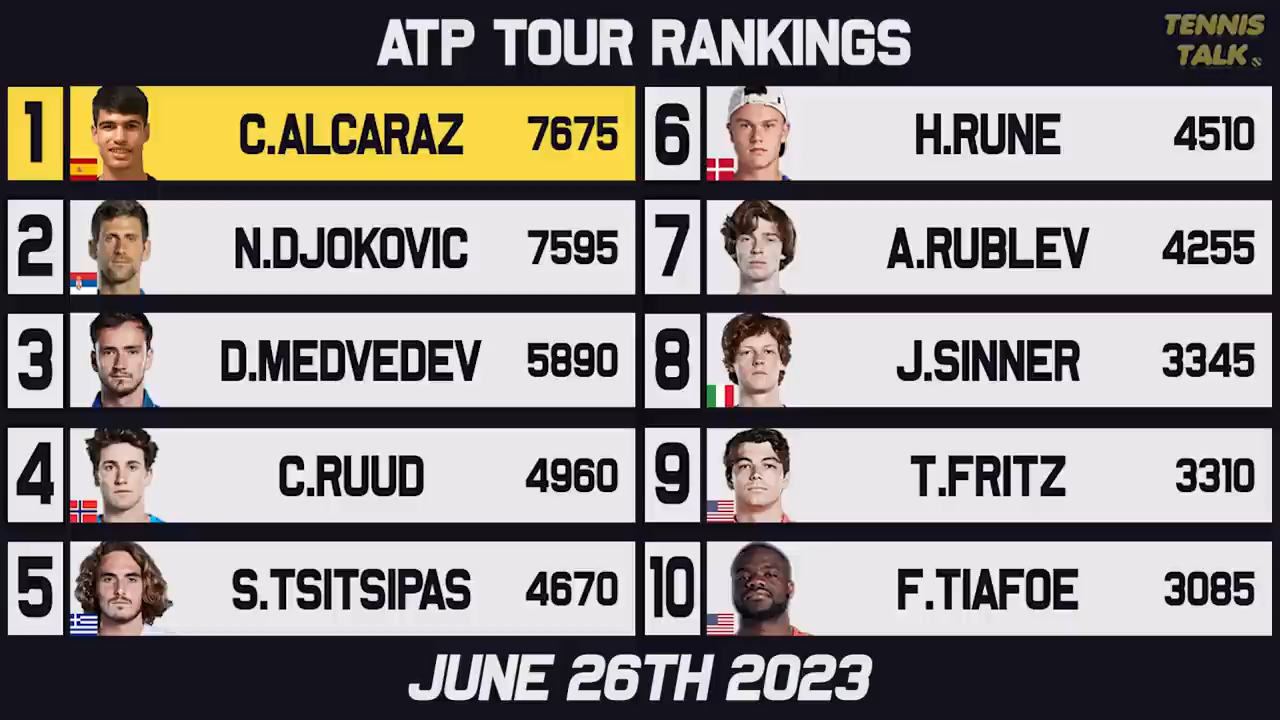 ATP TOUR RANKINGS
TENNIS
TALK
1 C.ALCARAZ 7675
2 N.DJOKOVIC 7595
3 D.MEDVEDEV 5890
4 C.RUUD 4960
5 S.TSITSIPAS 4670
6 H.RUNE 4510
7 A.RUBLEV 4255
8 J.SINNER 3345
9 T.FRITZ 3310
10 F.TIAFOE 3085
JUNE 26TH 2023